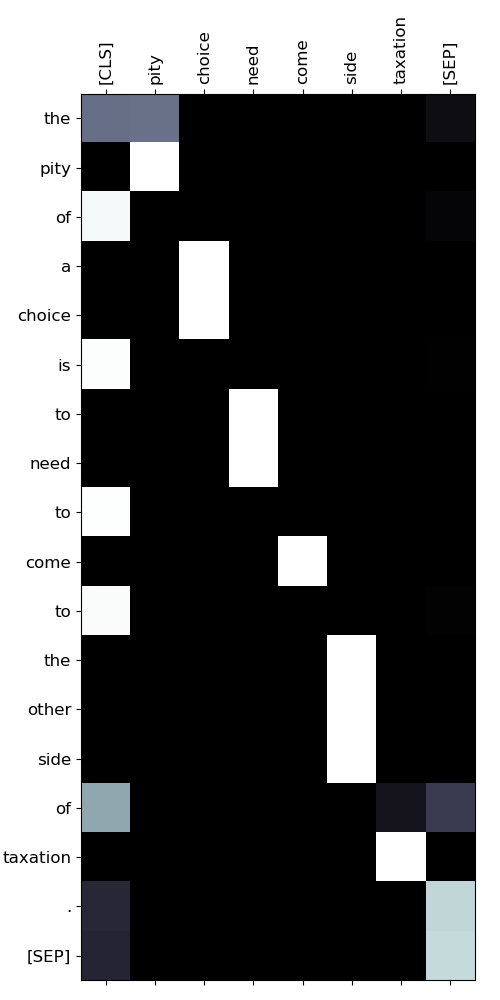 [CLS] pity choice need come side taxation [SEP]
the
pity
of
a
choice
is
to
need
to
come
to
the
other
side
of
taxation
.
[SEP]